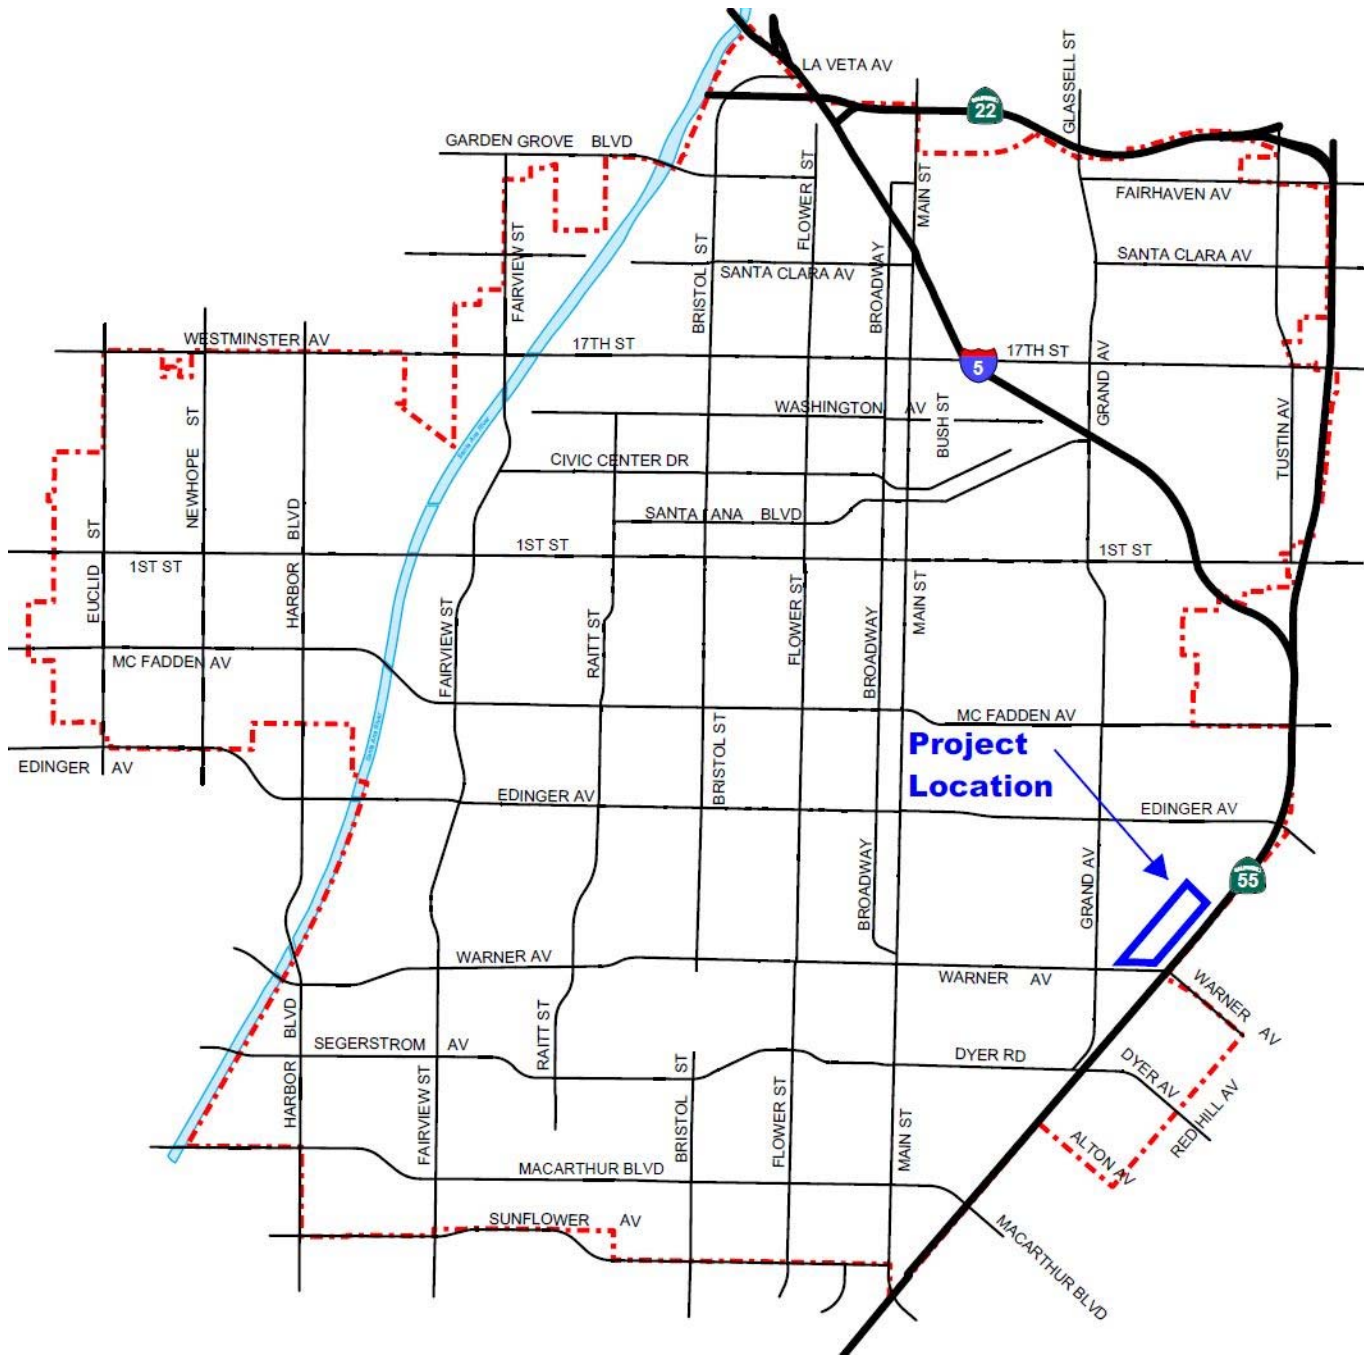 LA VETA AV
22
GLASSELL ST
GARDEN GROVE BLVD
FLOWER ST
MAIN ST
FAIRHAVEN AV
FAIRVIEW ST
BRISTOL ST
SANTA CLARA AV
BROADWAY
SANTA CLARA AV
WESTMINSTER AV
17TH ST
5
17TH ST
GRAND AV
NEWHOPE ST
WASHINGTON AV
BUSH ST
TUSTIN AV
Santa Ana River
CIVIC CENTER DR
EUCLID ST
HARBOR BLVD
SANTA ANA BLVD
1ST ST
1ST ST
1ST ST
FAIRVIEW ST
RAITT ST
FLOWER ST
BROADWAY
MAIN ST
MC FADDEN AV
MC FADDEN AV
Santa Ana River
BRISTOL ST
Project
Location
EDINGER AV
EDINGER AV
EDINGER AV
BROADWAY
GRAND AV
55
WARNER AV
WARNER AV
WARNER AV
HARBOR BLVD
RAITT ST
SEGERSTROM AV
DYER RD
DYER AV
FAIRVIEW ST
BRISTOL ST
FLOWER ST
MAIN ST
RED HILL AV
ALTON AV
MACARTHUR BLVD
SUNFLOWER AV
MACARTHUR BLVD